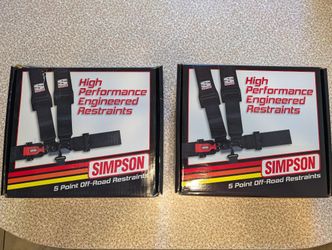 High
Performance
Engineered
Restraints
SIMPSON
5 Point Off-Road Restraints
High
Performance
Engineered
Restraints
SIMPSON
5 Point Off-Road Restraints